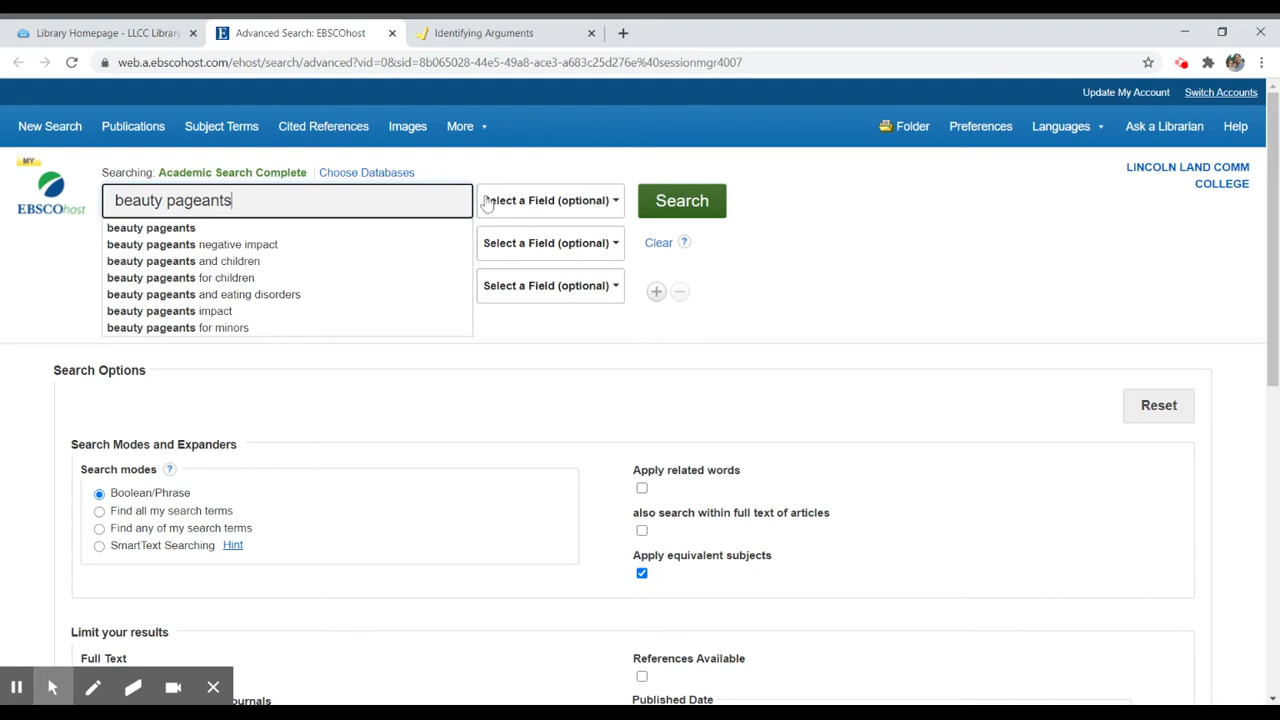 Library Homepage - LLCC Library
Advanced Search: EBSCOhost
Identifying Arguments
web.a.ebscohost.com/ehost/search/advanced?vid=0&sid=8b065028-44e5-49a8-ace3-a683c25d276e%40sessionmgr4007
Update My Account Switch Accounts
New Search Publications Subject Terms Cited References Images More Folder Preferences Languages Ask a Librarian Help
MY
EBSCOhost
Searching: Academic Search Complete Choose Databases
LINCOLN LAND COMM
COLLEGE
beauty pageants Select a Field (optional) Search
beauty pageants
beauty pageants negative impact Select a Field (optional) Clear ?
beauty pageants and children
beauty pageants for children
beauty pageants and eating disorders Select a Field (optional)
beauty pageants impact
beauty pageants for minors
Search Options
Reset
Search Modes and Expanders
Search modes ?
Boolean/Phrase
Find all my search terms
Find any of my search terms
SmartText Searching Hint
Apply related words
also search within full text of articles
Apply equivalent subjects
Limit your results
Full Text
References Available
ournals
Published Date